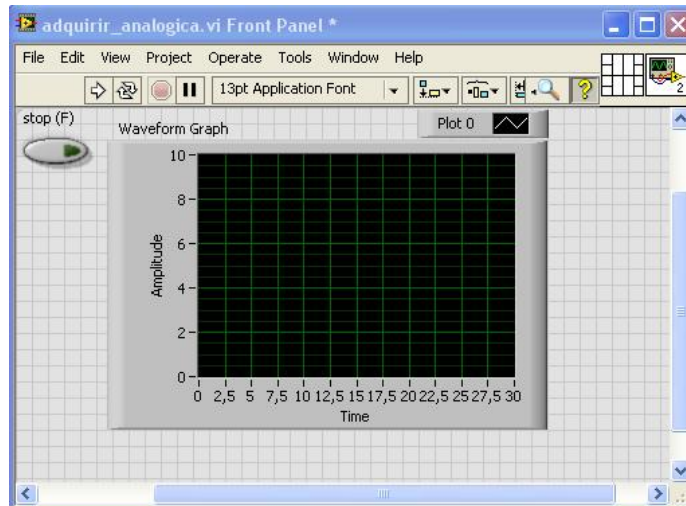 adquirir_analogica.vi Front Panel *
File Edit View Project Operate Tools Window Help
13pt Application Font
2
stop (F)
Waveform Graph
Plot 0
10
8
6
4
2
0
Amplitude
0 2,5 5 7,5 10 12,5 15 17,5 20 22,5 25 27,5 30
Time